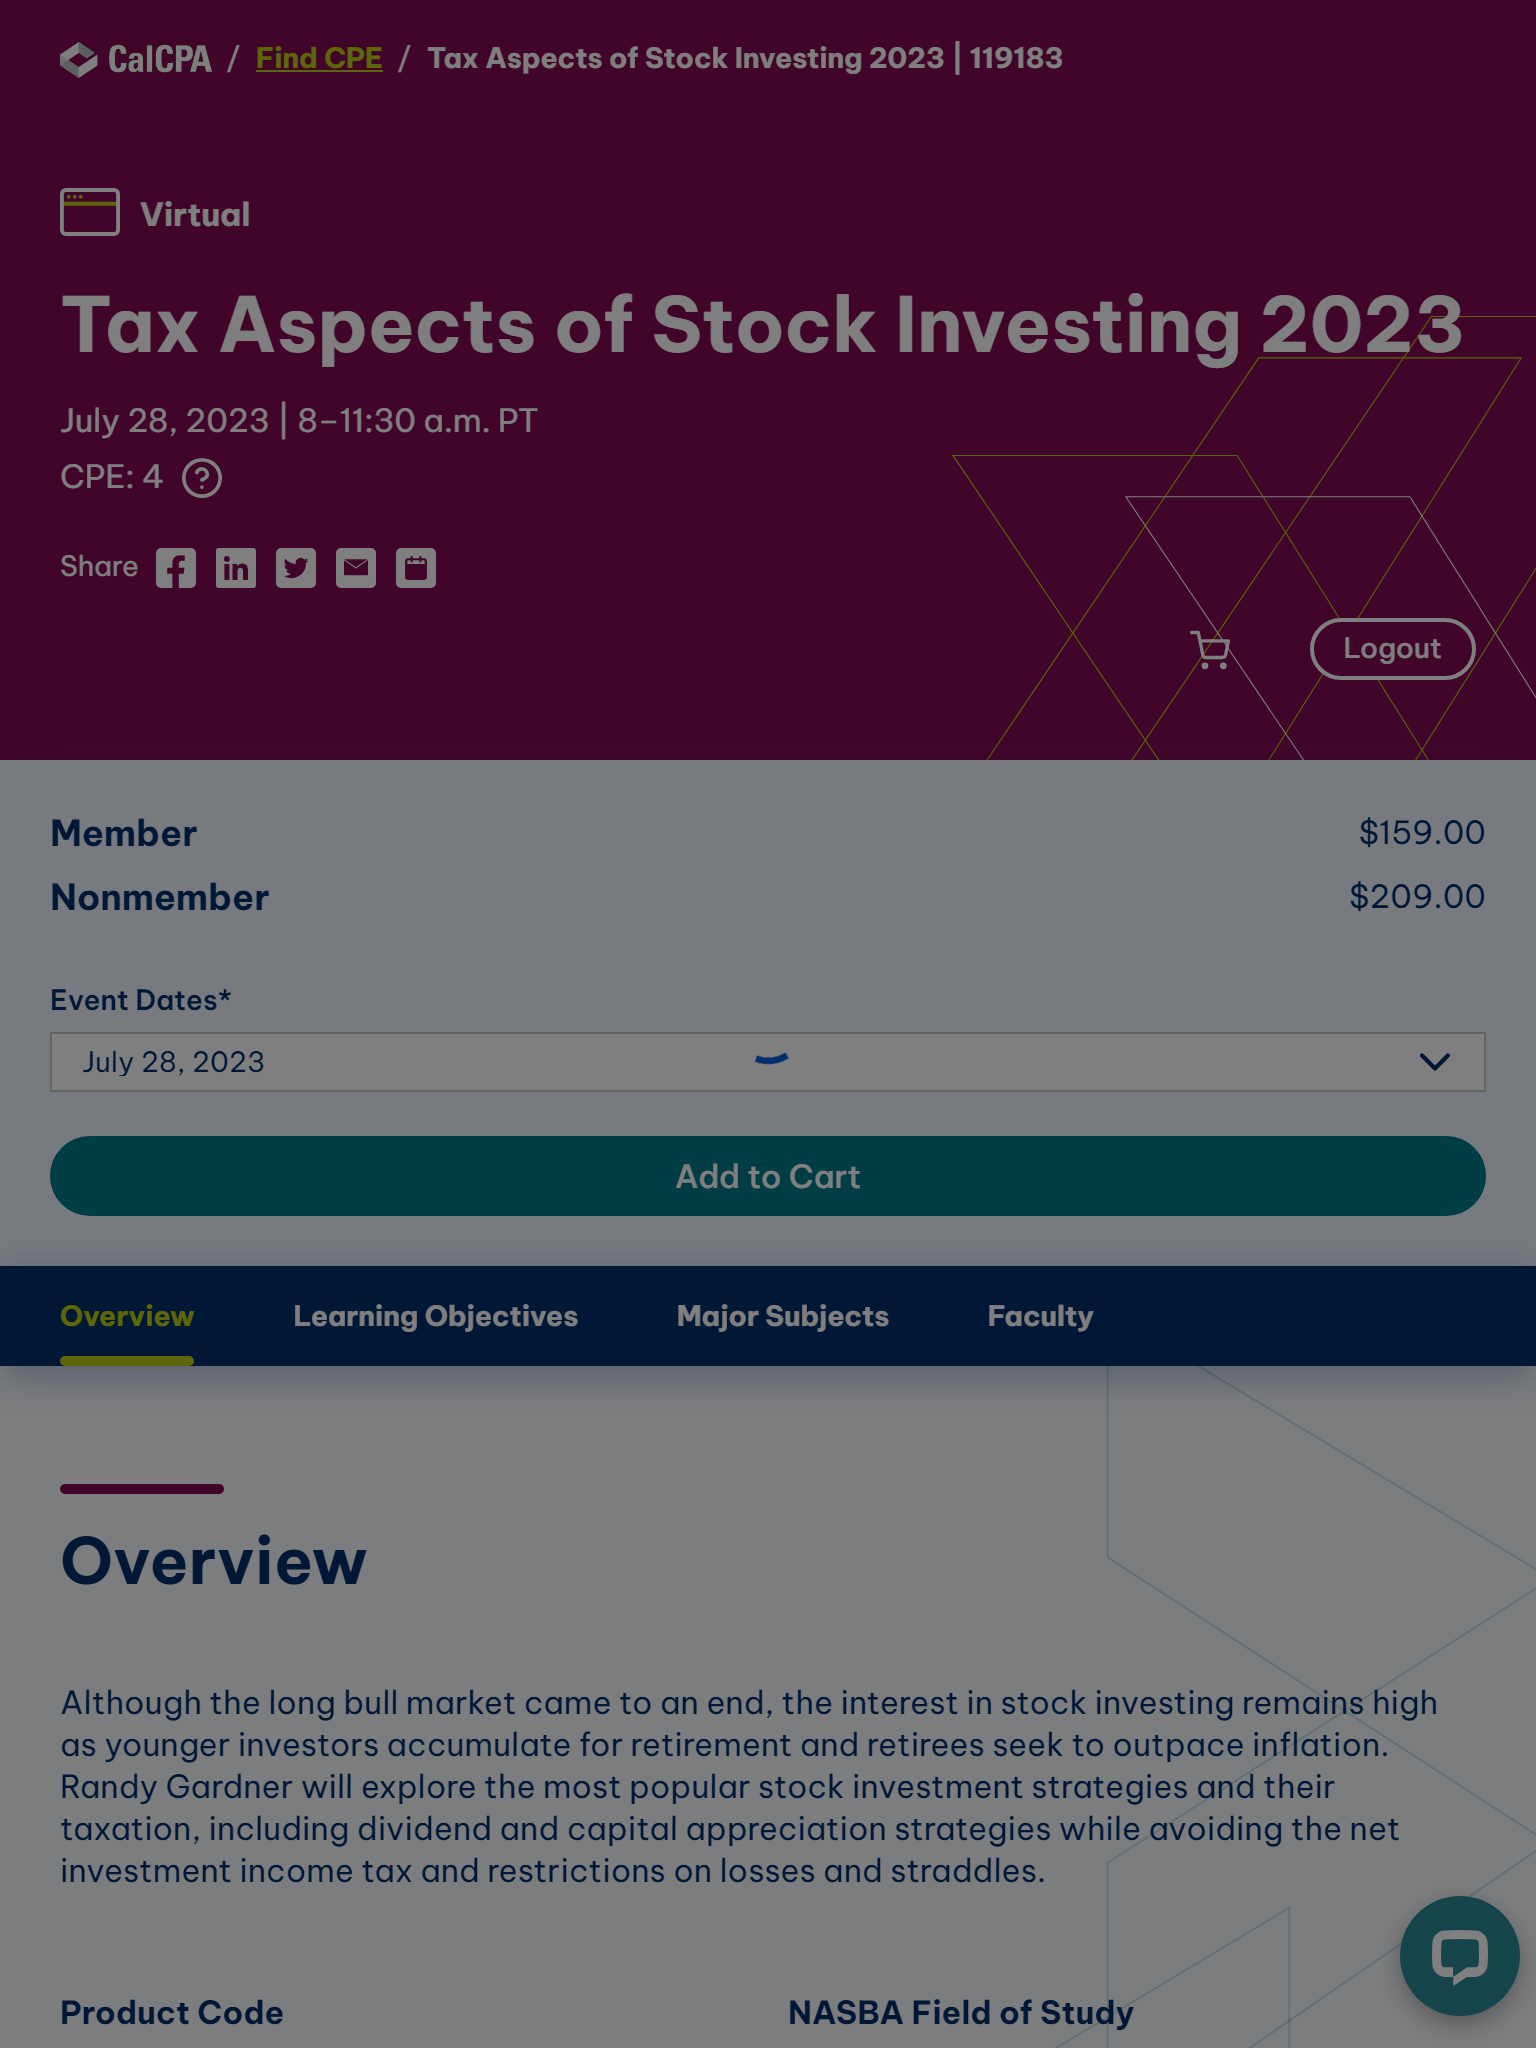 CalCPA / Find CPE / Tax Aspects of Stock Investing 2023 | 119183
Virtual
Tax Aspects of Stock Investing 2023
July 28, 2023 | 8–11:30 a.m. PT
CPE: 4 ?
Share
Logout
Member $159.00
Nonmember $209.00
Event Dates*
July 28, 2023
Add to Cart
Overview Learning Objectives Major Subjects Faculty
Overview
Although the long bull market came to an end, the interest in stock investing remains high
as younger investors accumulate for retirement and retirees seek to outpace inflation.
Randy Gardner will explore the most popular stock investment strategies and their
taxation, including dividend and capital appreciation strategies while avoiding the net
investment income tax and restrictions on losses and straddles.
Product Code NASBA Field of Study